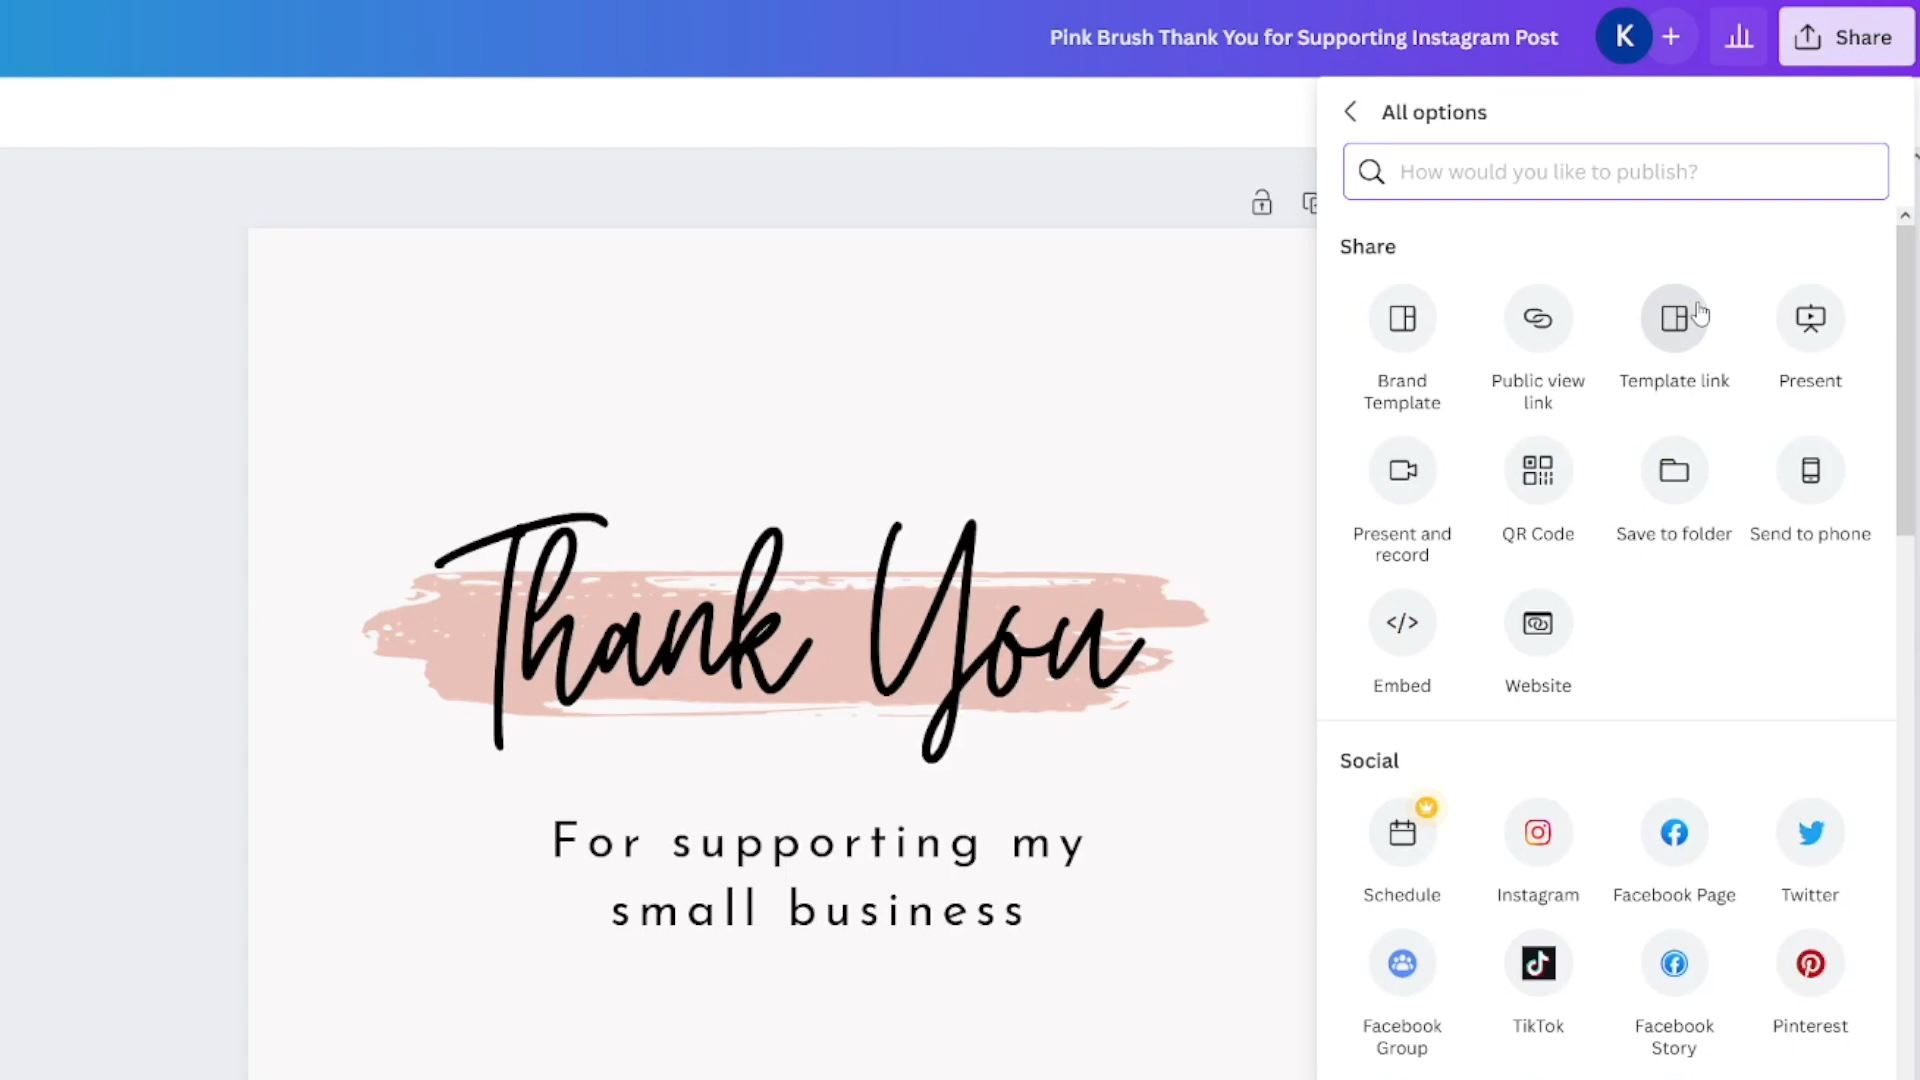 Pink Brush Thank You for Supporting Instagram Post
K
Share
All options
How would you like to publish?
Share
Brand
Template
Public view
link
Template link
Present
Present and
record
QR Code
Save to folder
Send to phone
</>
Embed
Website
Social
Schedule
Instagram
Facebook Page
Twitter
Facebook
Group
TikTok
Facebook
Story
Pinterest
Thank You
For supporting my
small business